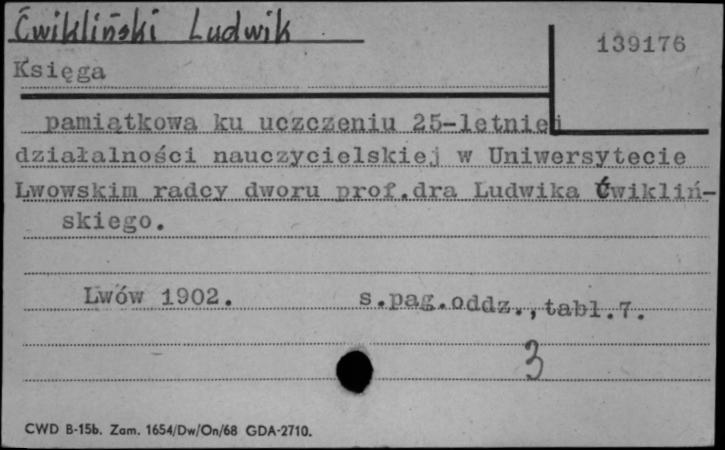 Ćwikliński Ludwik
139176
Księga
pamiątkowa ku uczczeniu 25-letniej
działalności nauczycielskiej w Uniwersytecie
Lwowskim radcy dworu prof.dra Ludwika Ćwikliń-
skiego.
Lwów 1902. s.pag.oddz.,tabl.7.
3
CWD B-15b. Zam. 1654/Dw/On/68 GDA-2710.